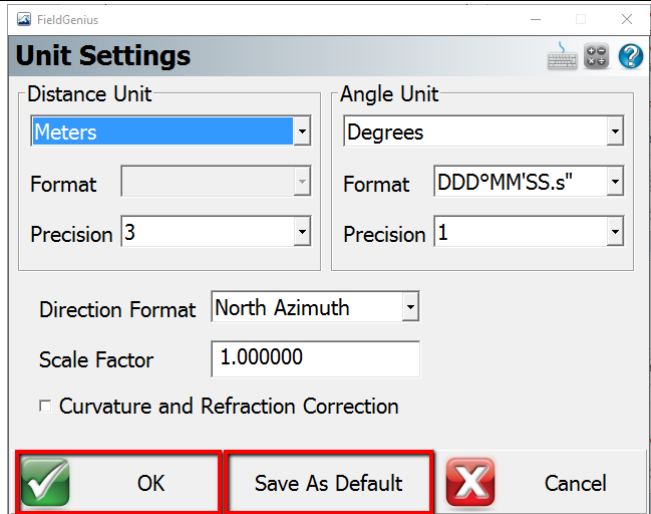 FieldGenius
Unit Settings
Distance Unit
Meters
Format
Precision 3
Angle Unit
Degrees
Format DDD°MM'SS.s"
Precision 1
Direction Format North Azimuth
Scale Factor 1.000000
Curvature and Refraction Correction
OK Save As Default Cancel